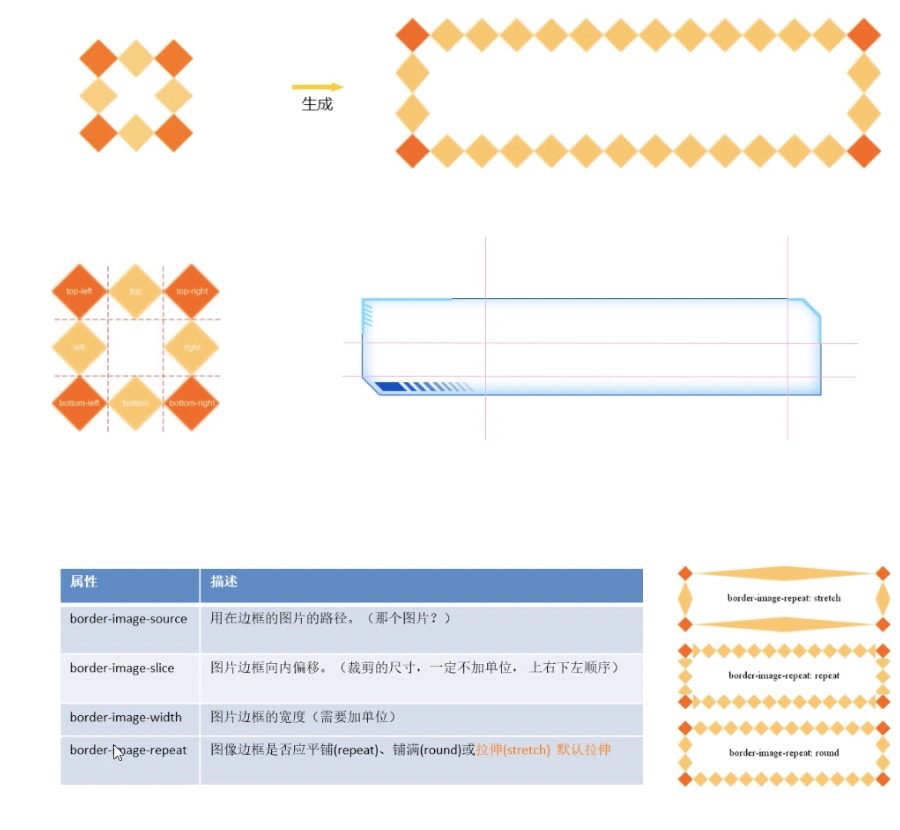 生成
top-left
top
top-right
left
right
bottom-left
bottom
bottom-right
属性 描述
border-image-source 用在边框的图片的路径。（那个图片？）
border-image-slice 图片边框向内偏移。（裁剪的尺寸，一定不加单位， 上右下左顺序）
border-image-width 图片边框的宽度（需要加单位）
border-image-repeat 图像边框是否应平铺(repeat)、铺满(round)或拉伸(stretch) 默认拉伸
border-image-repeat: stretch
border-image-repeat: repeat
border-image-repeat: round